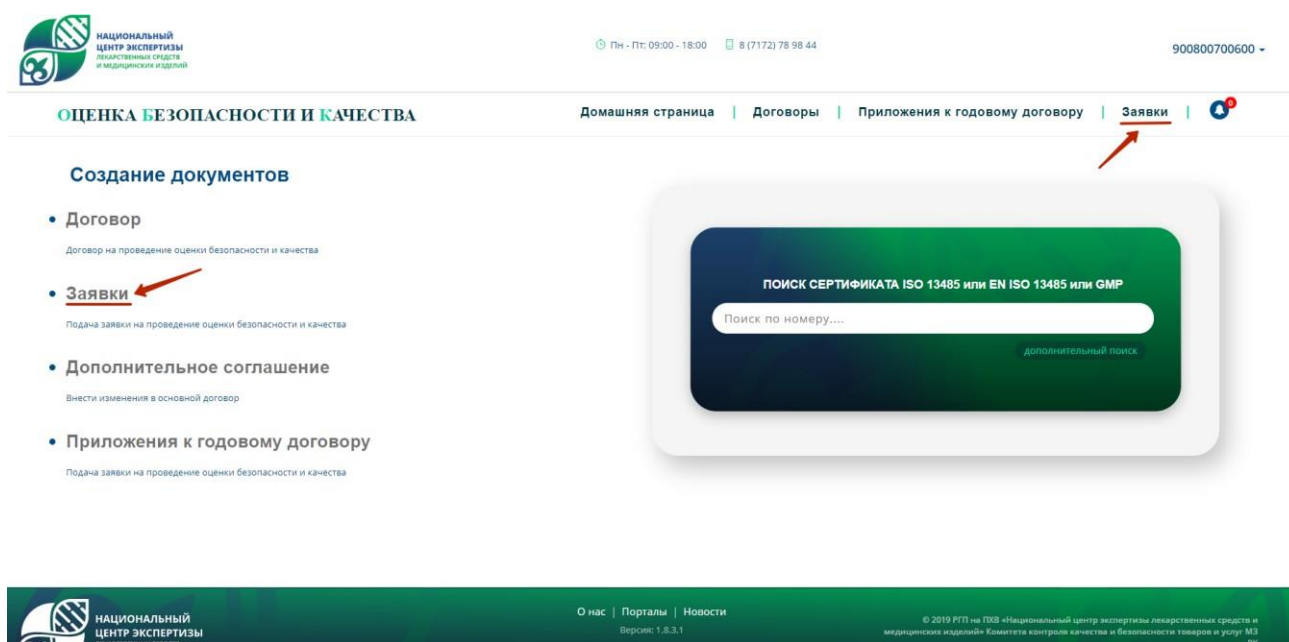 НАЦИОНАЛЬНЫЙ
ЦЕНТР ЭКСПЕРТИЗЫ
ЛЕКАРСТВЕННЫХ СРЕДСТВ
И МЕДИЦИНСКИХ ИЗДЕЛИЙ
Пн - Пт: 09:00 - 18:00 8 (7172) 78 98 44
900800700600
ОЦЕНКА БЕЗОПАСНОСТИ И КАЧЕСТВА
Домашняя страница | Договоры | Приложения к годовому договору | Заявки | 0
Создание документов
• Договор
Договор на проведение оценки безопасности и качества
• Заявки
Подача заявки на проведение оценки безопасности и качества
• Дополнительное соглашение
Внести изменения в основной договор
• Приложения к годовому договору
Подача заявки на проведение оценки безопасности и качества
ПОИСК СЕРТИФИКАТА ISO 13485 или EN ISO 13485 или GMP
Поиск по номеру....
дополнительный поиск
НАЦИОНАЛЬНЫЙ
ЦЕНТР ЭКСПЕРТИЗЫ
О нас | Порталы | Новости
Версия: 1.8.3.1
© 2019 РГП на ПХВ «Национальный центр экспертизы лекарственных средств и
медицинских изделий» Комитета контроля качества и безопасности товаров и услуг МЗ
РК